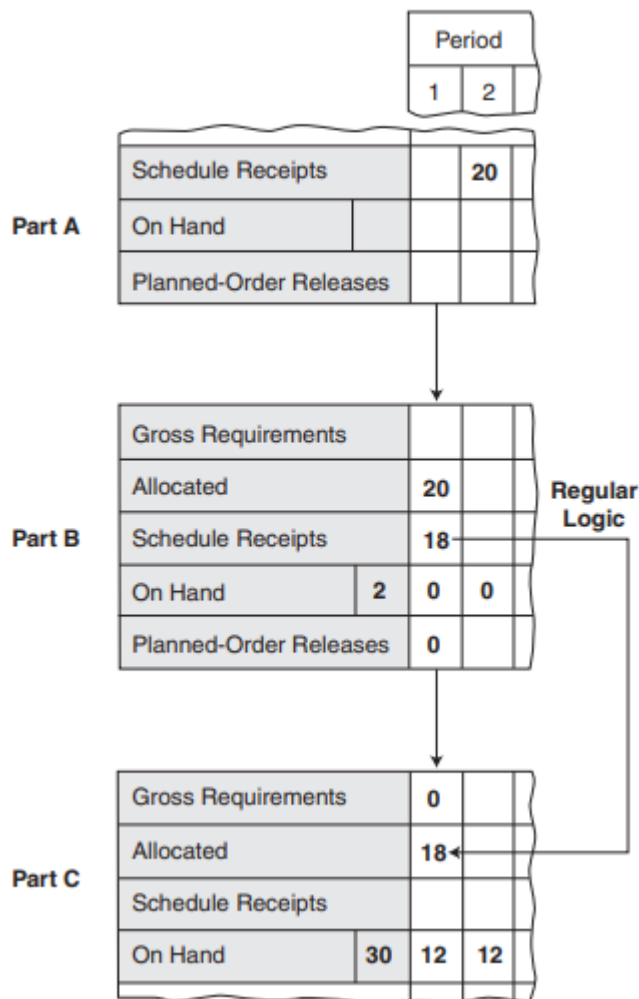 Period
1 2
Part A
Schedule Receipts 20
On Hand
Planned-Order Releases
Part B
Gross Requirements
Allocated 20
Schedule Receipts 18
On Hand 2 0 0
Planned-Order Releases 0
Regular
Logic
Part C
Gross Requirements 0
Allocated 18
Schedule Receipts
On Hand 30 12 12